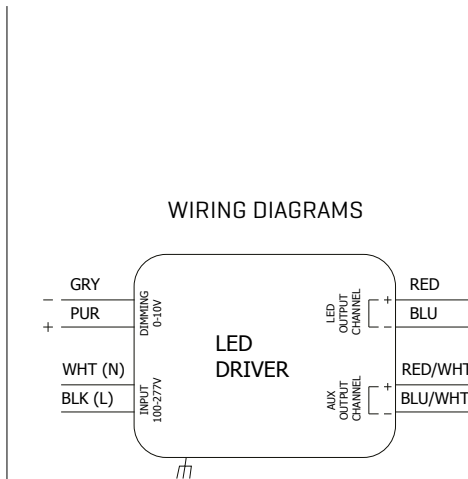 WIRING DIAGRAMS
GRY
−
PUR
+
DIMMING
0-10V
WHT (N)
BLK (L)
INPUT
100-277V
LED
DRIVER
LED
OUTPUT
CHANNEL
+
−
RED
BLU
AUX
OUTPUT
CHANNEL
+
−
RED/WHT
BLU/WHT